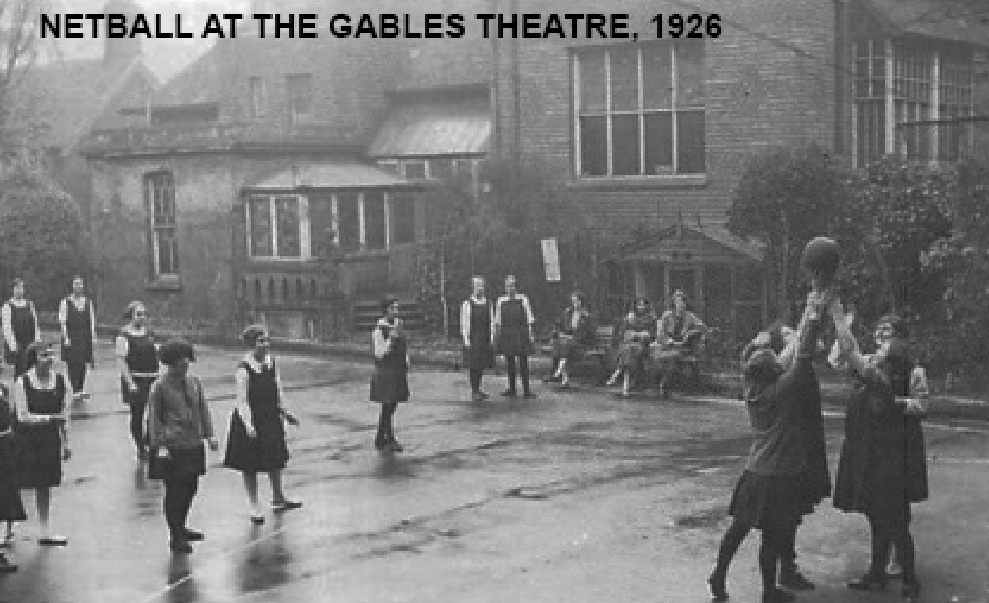 NETBALL AT THE GABLES THEATRE, 1926